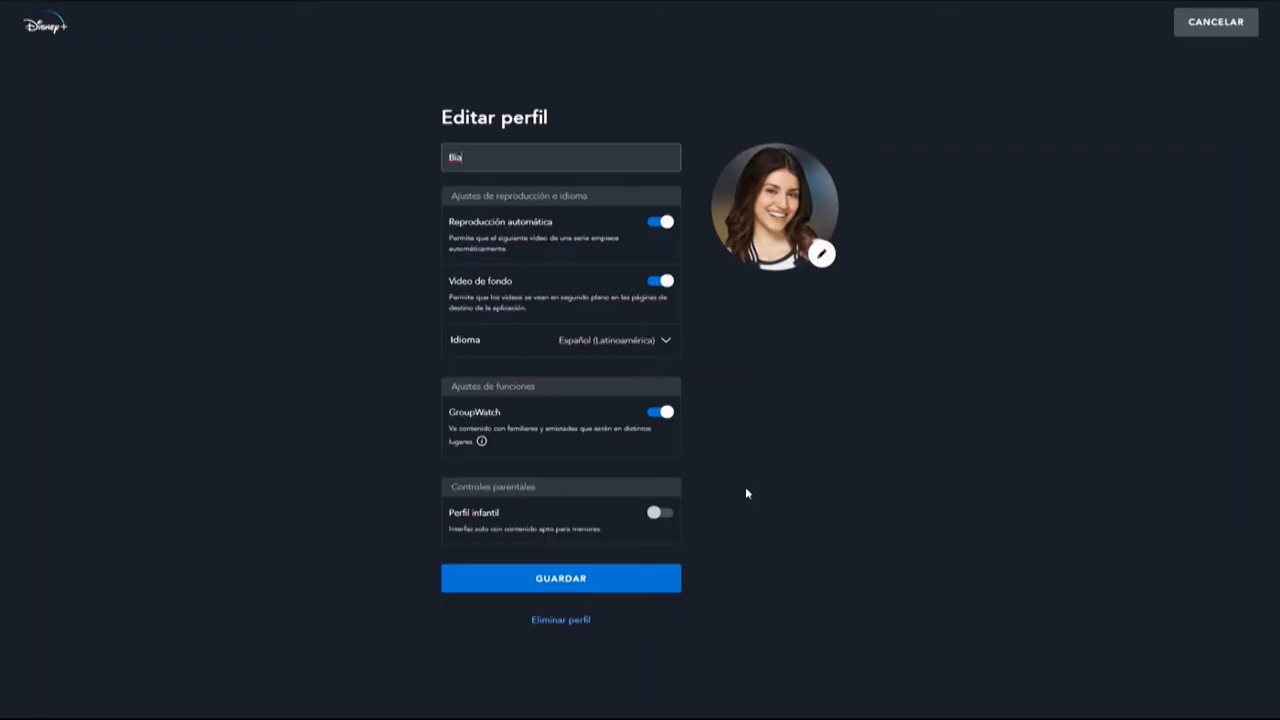 Disney+
CANCELAR
Editar perfil
Bia
Ajustes de reproducción e idioma
Reproducción automática
Permite que el siguiente video de una serie empiece
automáticamente.
Video de fondo
Permite que los videos se vean en segundo plano en las páginas de
destino de la aplicación.
Idioma Español (Latinoamérica)
Ajustes de funciones
GroupWatch
Ve contenido con familiares y amistades que estén en distintos
lugares.
Controles parentales
Perfil infantil
Interfaz solo con contenido apto para menores.
GUARDAR
Eliminar perfil